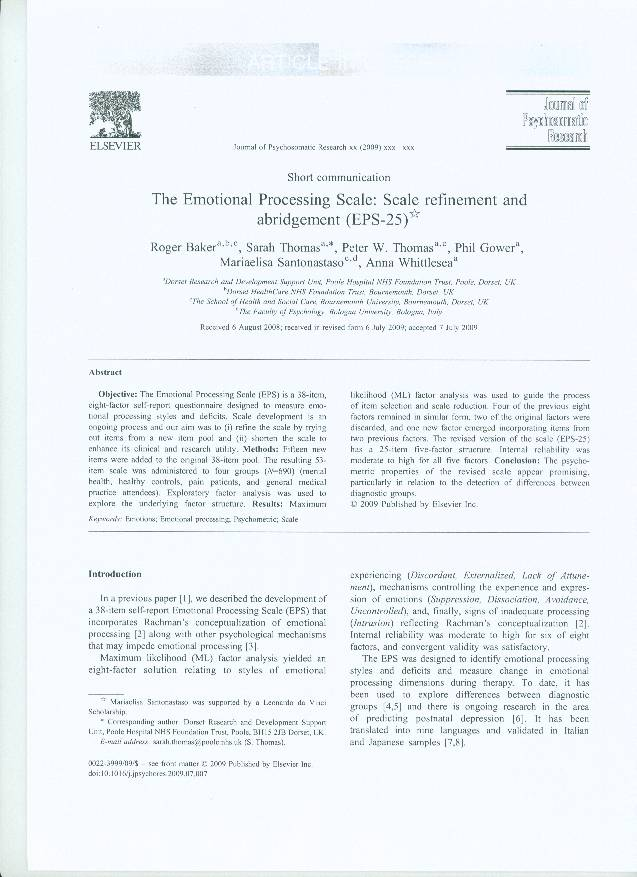 ARTICLE IN
ELSEVIER
Journal of
Psychosomatic
Research
Journal of Psychosomatic Research xx (2009) xxx–xxx
Short communication
The Emotional Processing Scale: Scale refinement and
abridgement (EPS-25)☆
Roger Bakerᵃ,ᵇ,ᶜ, Sarah Thomasᵃ,*, Peter W. Thomasᵃ,ᶜ, Phil Gowerᵃ,
Mariaelisa Santonastasoᶜ,ᵈ, Anna Whittleseaᵃ
ᵃDorset Research and Development Support Unit, Poole Hospital NHS Foundation Trust, Poole, Dorset, UK
ᵇDorset HealthCare NHS Foundation Trust, Bournemouth, Dorset, UK
ᶜThe School of Health and Social Care, Bournemouth University, Bournemouth, Dorset, UK
ᵈThe Faculty of Psychology, Bologna University, Bologna, Italy
Received 6 August 2008; received in revised form 6 July 2009; accepted 7 July 2009
Abstract
Objective: The Emotional Processing Scale (EPS) is a 38-item,
eight-factor self-report questionnaire designed to measure emo-
tional processing styles and deficits. Scale development is an
ongoing process and our aim was to (i) refine the scale by trying
out items from a new item pool and (ii) shorten the scale to
enhance its clinical and research utility. Methods: Fifteen new
items were added to the original 38-item pool. The resulting 53-
item scale was administered to four groups (N=690) (mental
health, healthy controls, pain patients, and general medical
practice attendees). Exploratory factor analysis was used to
explore the underlying factor structure. Results: Maximum
likelihood (ML) factor analysis was used to guide the process
of item selection and scale reduction. Four of the previous eight
factors remained in similar form, two of the original factors were
discarded, and one new factor emerged incorporating items from
two previous factors. The revised version of the scale (EPS-25)
has a 25-item five-factor structure. Internal reliability was
moderate to high for all five factors. Conclusion: The psycho-
metric properties of the revised scale appear promising,
particularly in relation to the detection of differences between
diagnostic groups.
© 2009 Published by Elsevier Inc.
Keywords: Emotions; Emotional processing; Psychometric; Scale
Introduction
In a previous paper [1], we described the development of
a 38-item self-report Emotional Processing Scale (EPS) that
incorporates Rachman's conceptualization of emotional
processing [2] along with other psychological mechanisms
that may impede emotional processing [3].
Maximum likelihood (ML) factor analysis yielded an
eight-factor solution relating to styles of emotional
☆ Mariaelisa Santonastaso was supported by a Leonardo da Vinci
Scholarship.
* Corresponding author. Dorset Research and Development Support
Unit, Poole Hospital NHS Foundation Trust, Poole, BH15 2JB Dorset, UK.
E-mail address: sarah.thomas@poole.nhs.uk (S. Thomas).
0022-3999/09/$ – see front matter © 2009 Published by Elsevier Inc.
doi:10.1016/j.jpsychores.2009.07.007
experiencing (Discordant, Externalized, Lack of Attune-
ment), mechanisms controlling the experience and expres-
sion of emotions (Suppression, Dissociation, Avoidance,
Uncontrolled), and, finally, signs of inadequate processing
(Intrusion) reflecting Rachman's conceptualization [2].
Internal reliability was moderate to high for six of eight
factors, and convergent validity was satisfactory.
The EPS was designed to identify emotional processing
styles and deficits and measure change in emotional
processing dimensions during therapy. To date, it has
been used to explore differences between diagnostic
groups [4,5] and there is ongoing research in the area
of predicting postnatal depression [6]. It has been
translated into nine languages and validated in Italian
and Japanese samples [7,8].